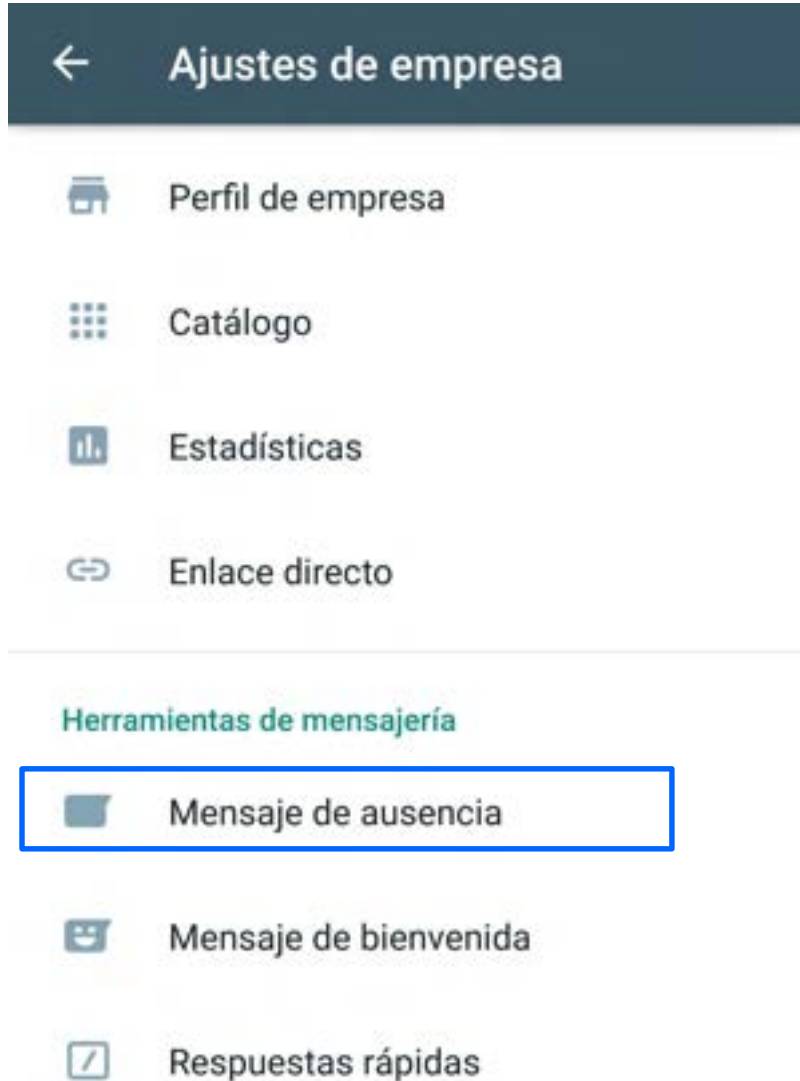 Ajustes de empresa
Perfil de empresa
Catálogo
Estadísticas
Enlace directo
Herramientas de mensajería
Mensaje de ausencia
Mensaje de bienvenida
Respuestas rápidas